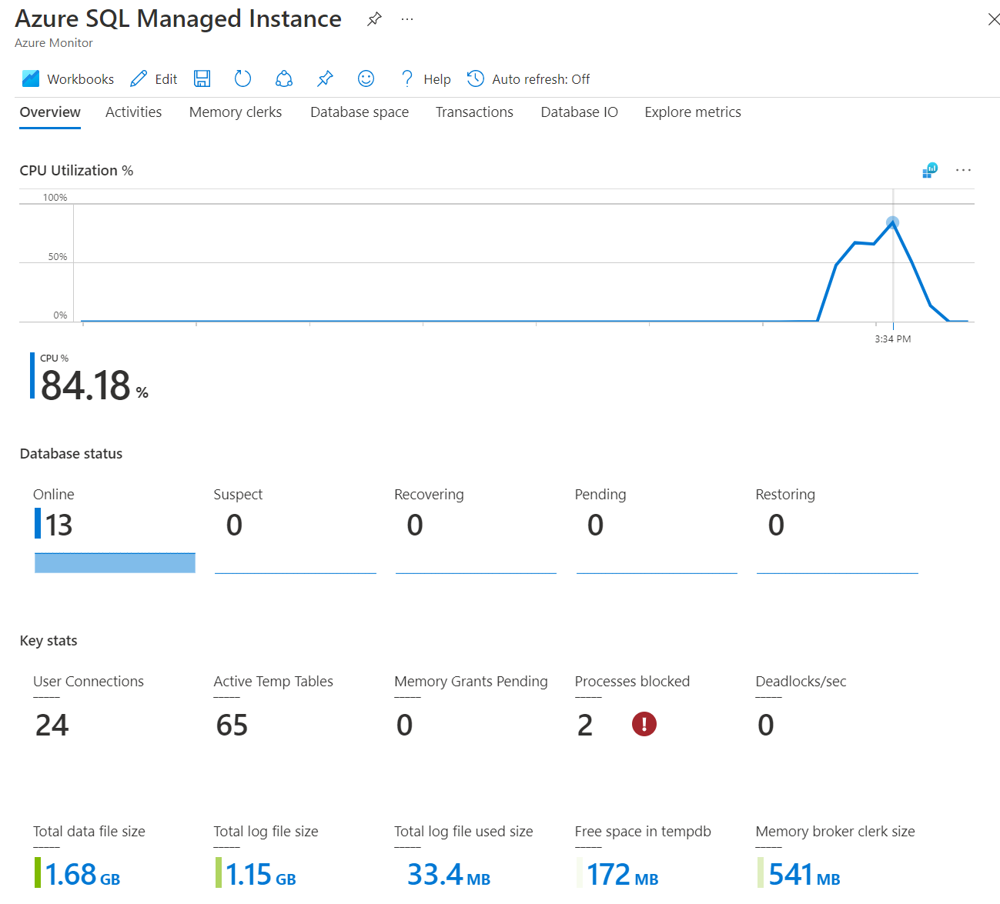 Azure SQL Managed Instance
Azure Monitor
Workbooks Edit Help Auto refresh: Off
Overview Activities Memory clerks Database space Transactions Database IO Explore metrics
CPU Utilization %
100%
50%
0%
3:34 PM
CPU %
84.18 %
Database status
Online Suspect Recovering Pending Restoring
13 0 0 0 0
Key stats
User Connections Active Temp Tables Memory Grants Pending Processes blocked Deadlocks/sec
24 65 0 2 ! 0
Total data file size Total log file size Total log file used size Free space in tempdb Memory broker clerk size
1.68 GB 1.15 GB 33.4 MB 172 MB 541 MB